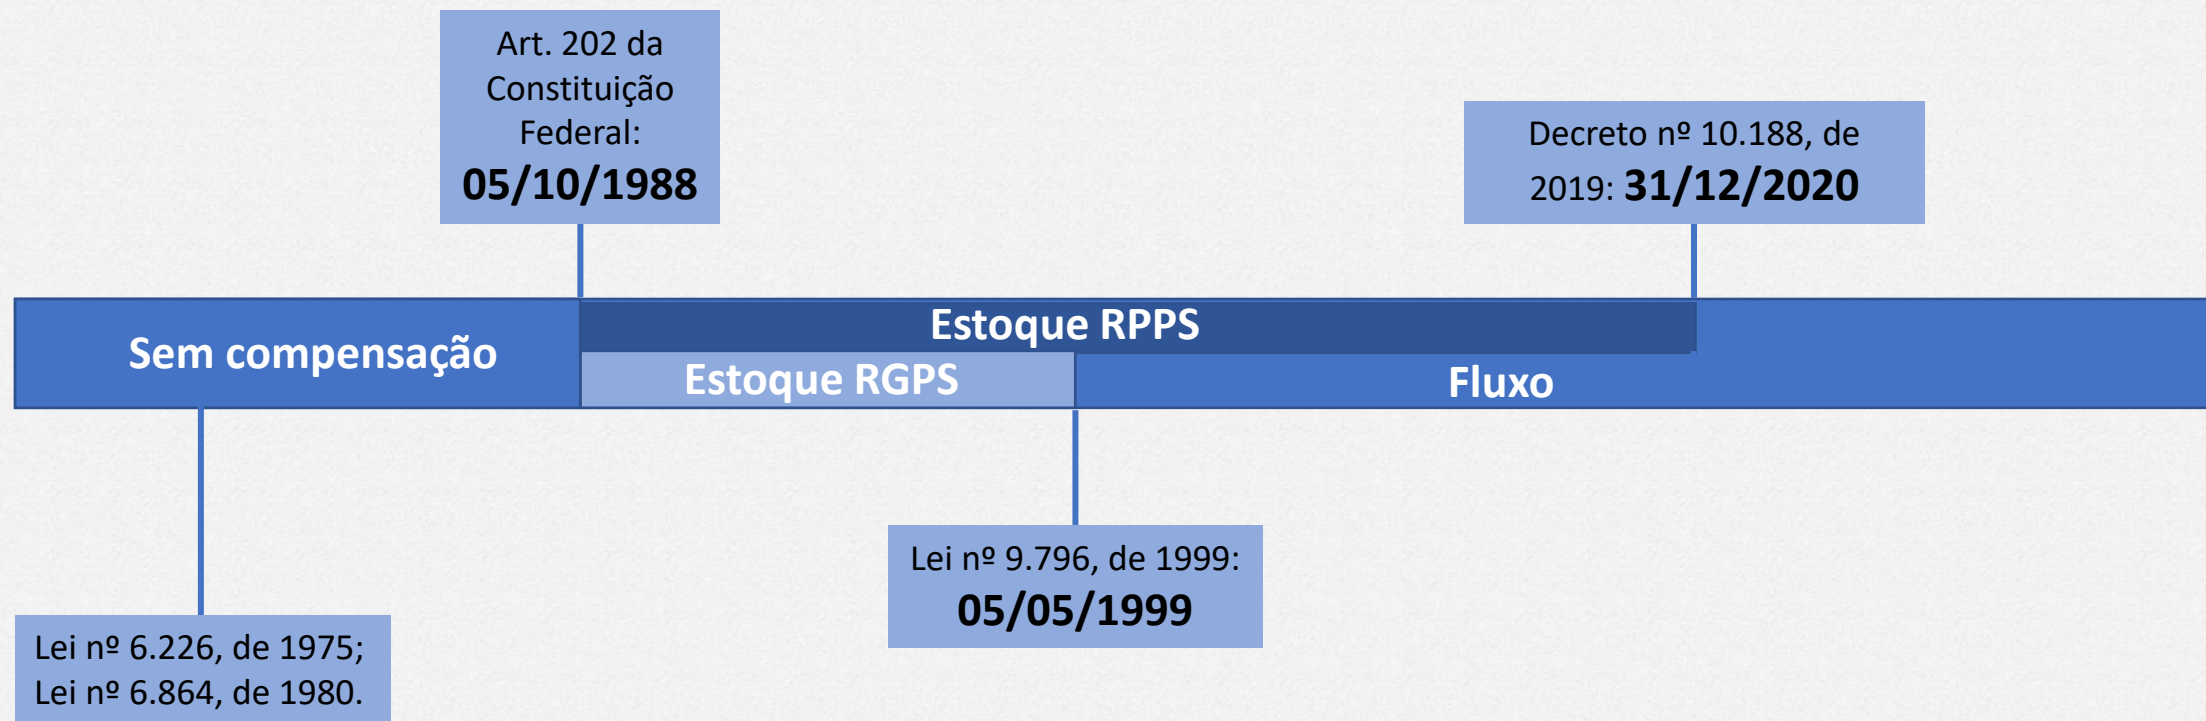 Art. 202 da
Constituição
Federal:
05/10/1988
Decreto nº 10.188, de
2019: 31/12/2020
Sem compensação
Estoque RPPS
Estoque RGPS
Fluxo
Lei nº 9.796, de 1999:
05/05/1999
Lei nº 6.226, de 1975;
Lei nº 6.864, de 1980.